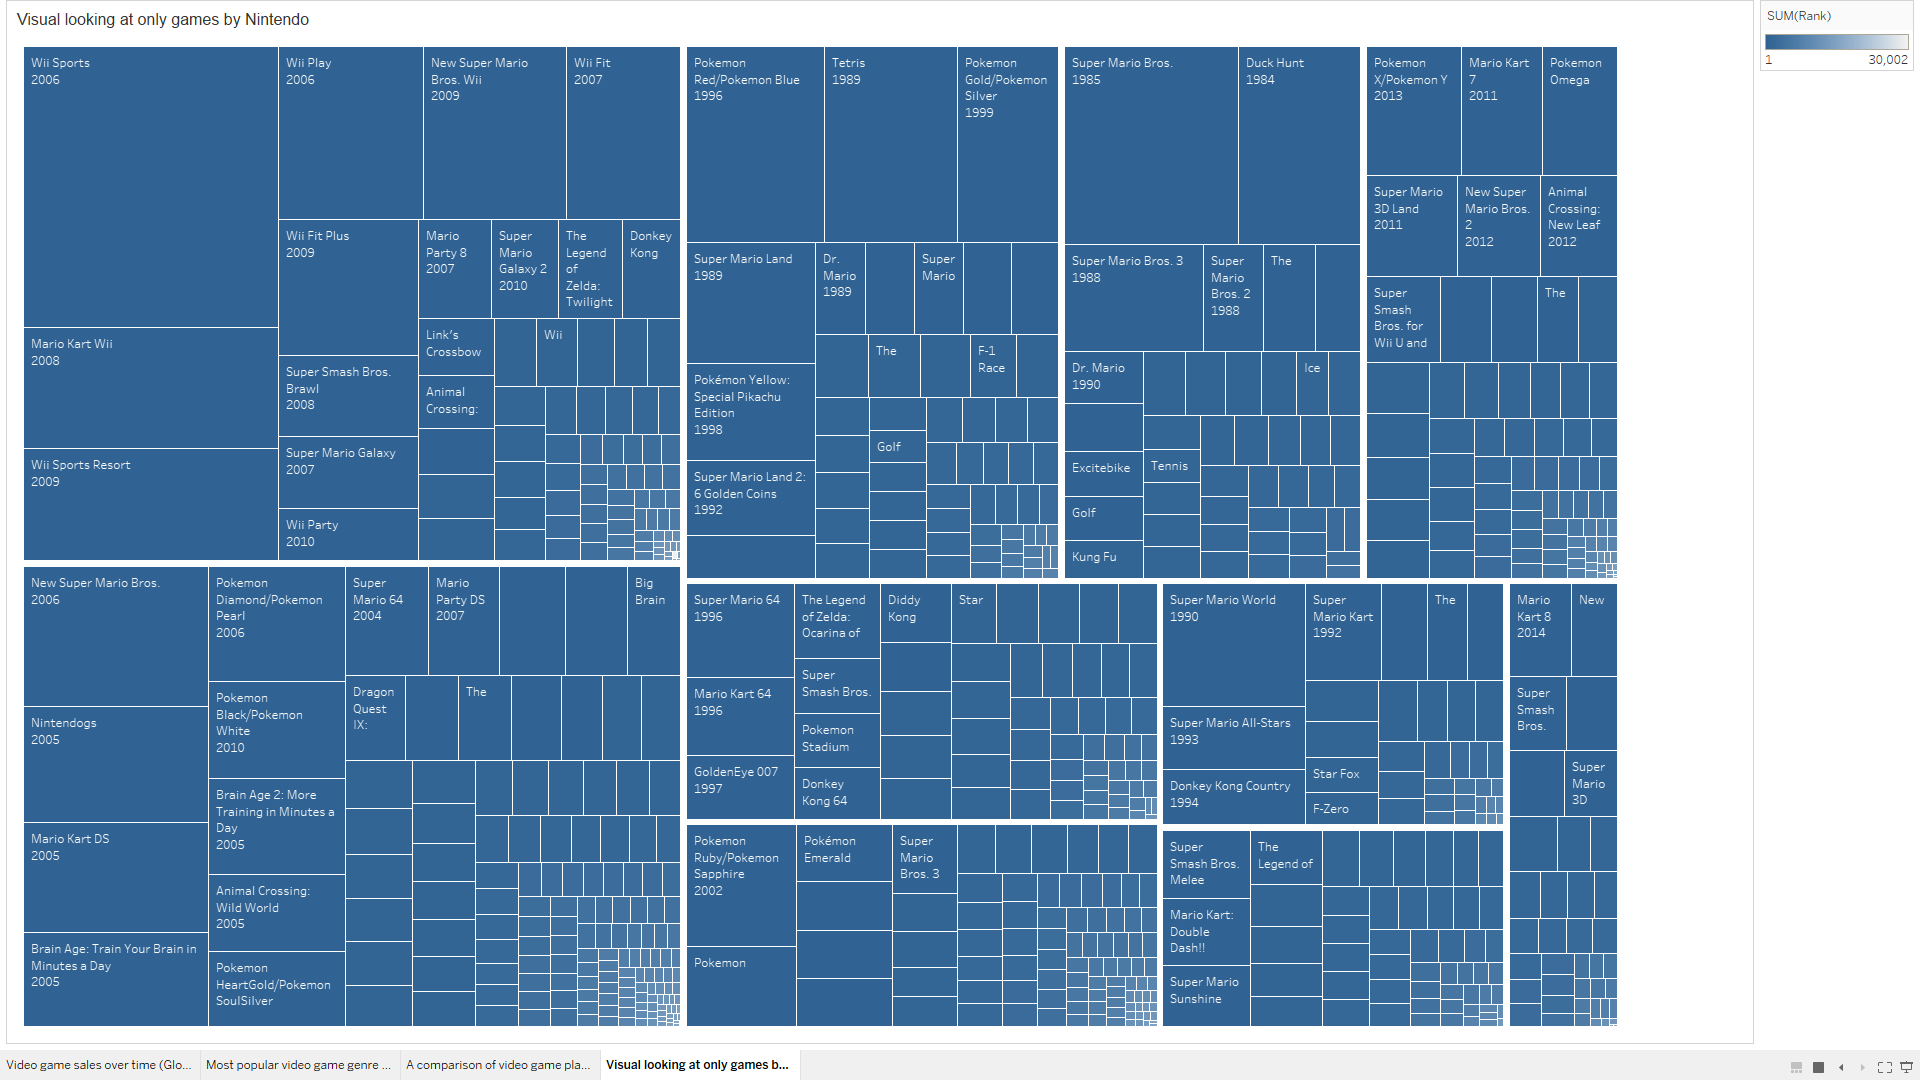 Visual looking at only games by Nintendo
SUM(Rank)
1
30,002
Wii Sports
2006
Mario Kart Wii
2008
Wii Sports Resort
2009
Wii Play
2006
New Super Mario
Bros. Wii
2009
Wii Fit
2007
Wii Fit Plus
2009
Super Smash Bros.
Brawl
2008
Super Mario Galaxy
2007
Wii Party
2010
Mario
Party 8
2007
Super
Mario
Galaxy 2
2010
The
Legend
of
Zelda:
Twilight
Donkey
Kong
Link's
Crossbow
Wii
Animal
Crossing:
Pokemon
Red/Pokemon Blue
1996
Tetris
1989
Pokemon
Gold/Pokemon
Silver
1999
Super Mario Land
1989
Pokémon Yellow:
Special Pikachu
Edition
1998
Super Mario Land 2:
6 Golden Coins
1992
Dr.
Mario
1989
Super
Mario
The
F-1
Race
Golf
Super Mario Bros.
1985
Duck Hunt
1984
Super Mario Bros. 3
1988
Super
Mario
Bros. 2
1988
The
Dr. Mario
1990
Ice
Excitebike
Tennis
Golf
Kung Fu
Pokemon
X/Pokemon Y
2013
Mario Kart
7
2011
Pokemon
Omega
Super Mario
3D Land
2011
New Super
Mario Bros.
2
2012
Animal
Crossing:
New Leaf
2012
Super
Smash
Bros. for
Wii U and
The
New Super Mario Bros.
2006
Nintendogs
2005
Mario Kart DS
2005
Brain Age: Train Your Brain in
Minutes a Day
2005
Pokemon
Diamond/Pokemon
Pearl
2006
Pokemon
Black/Pokemon
White
2010
Brain Age 2: More
Training in Minutes a
Day
2005
Animal Crossing:
Wild World
2005
Pokemon
HeartGold/Pokemon
SoulSilver
Super
Mario 64
2004
Mario
Party DS
2007
Big
Brain
Dragon
Quest
IX:
The
Super Mario 64
1996
Mario Kart 64
1996
GoldenEye 007
1997
The Legend
of Zelda:
Ocarina of
Super
Smash Bros.
Pokemon
Stadium
Donkey
Kong 64
Diddy
Kong
Star
Super Mario World
1990
Super Mario All-Stars
1993
Donkey Kong Country
1994
Super
Mario Kart
1992
The
Star Fox
F-Zero
Mario
Kart 8
2014
New
Super
Smash
Bros.
Super
Mario
3D
Pokemon
Ruby/Pokemon
Sapphire
2002
Pokemon
Pokémon
Emerald
Super
Mario
Bros. 3
Super
Smash Bros.
Melee
Mario Kart:
Double
Dash!!
Super Mario
Sunshine
The
Legend of
Video game sales over time (Glo...
Most popular video game genre ...
A comparison of video game pla...
Visual looking at only games b...